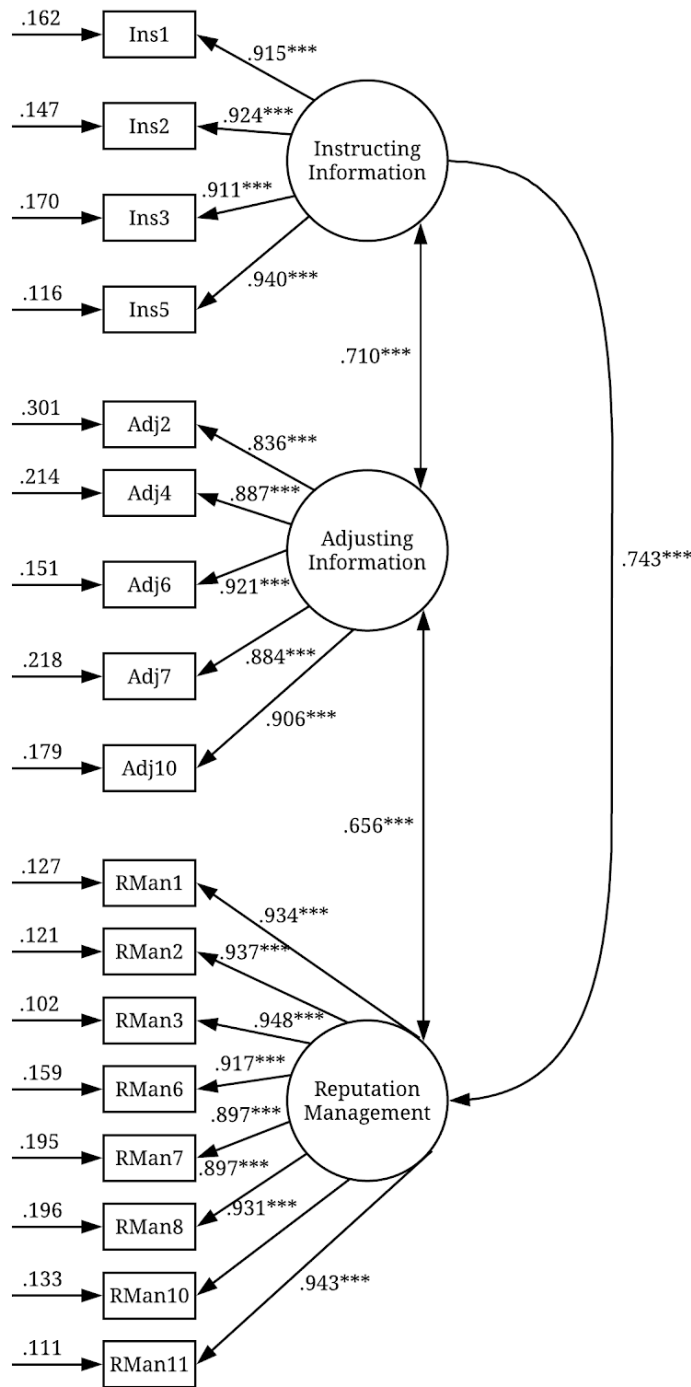 .162
Ins1
.915***
.147
Ins2
.924***
Instructing
Information
.170
Ins3
.911***
.116
Ins5
.940***
.710***
.301
Adj2
.836***
.214
Adj4
.887***
Adjusting
Information
.743***
.151
Adj6
.921***
.218
Adj7
.884***
.179
Adj10
.906***
.656***
.127
RMan1
.934***
.121
RMan2
.937***
.102
RMan3
.948***
.159
RMan6
.917***
Reputation
Management
.195
RMan7
.897***
.196
RMan8
.897***
.133
RMan10
.931***
.111
RMan11
.943***